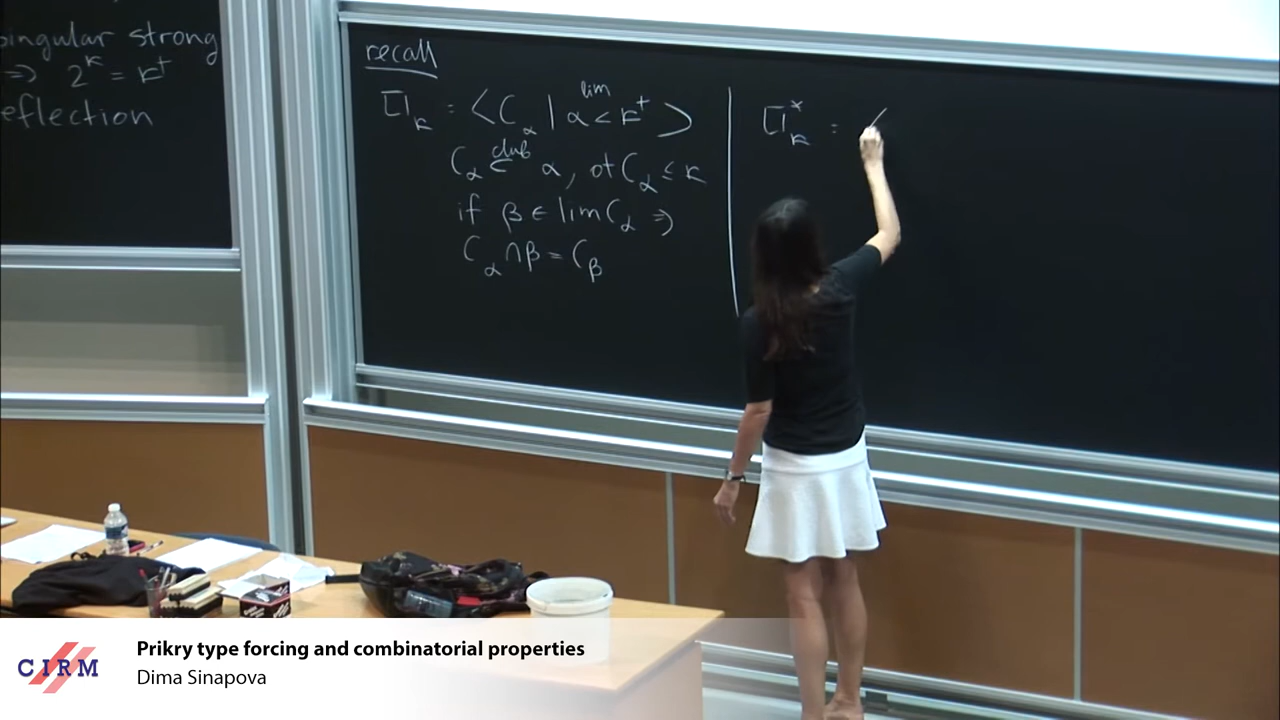 singular strong
=> 2^κ = κ⁺
eflection
recall
□_κ : <C_α | α <^lim κ⁺ >
C_α ⊆^club α, ot C_α ≤ κ
if β ∈ lim C_α ⇒
C_α ∩ β = C_β
□*_κ : <
CIRM
Prikry type forcing and combinatorial properties
Dima Sinapova